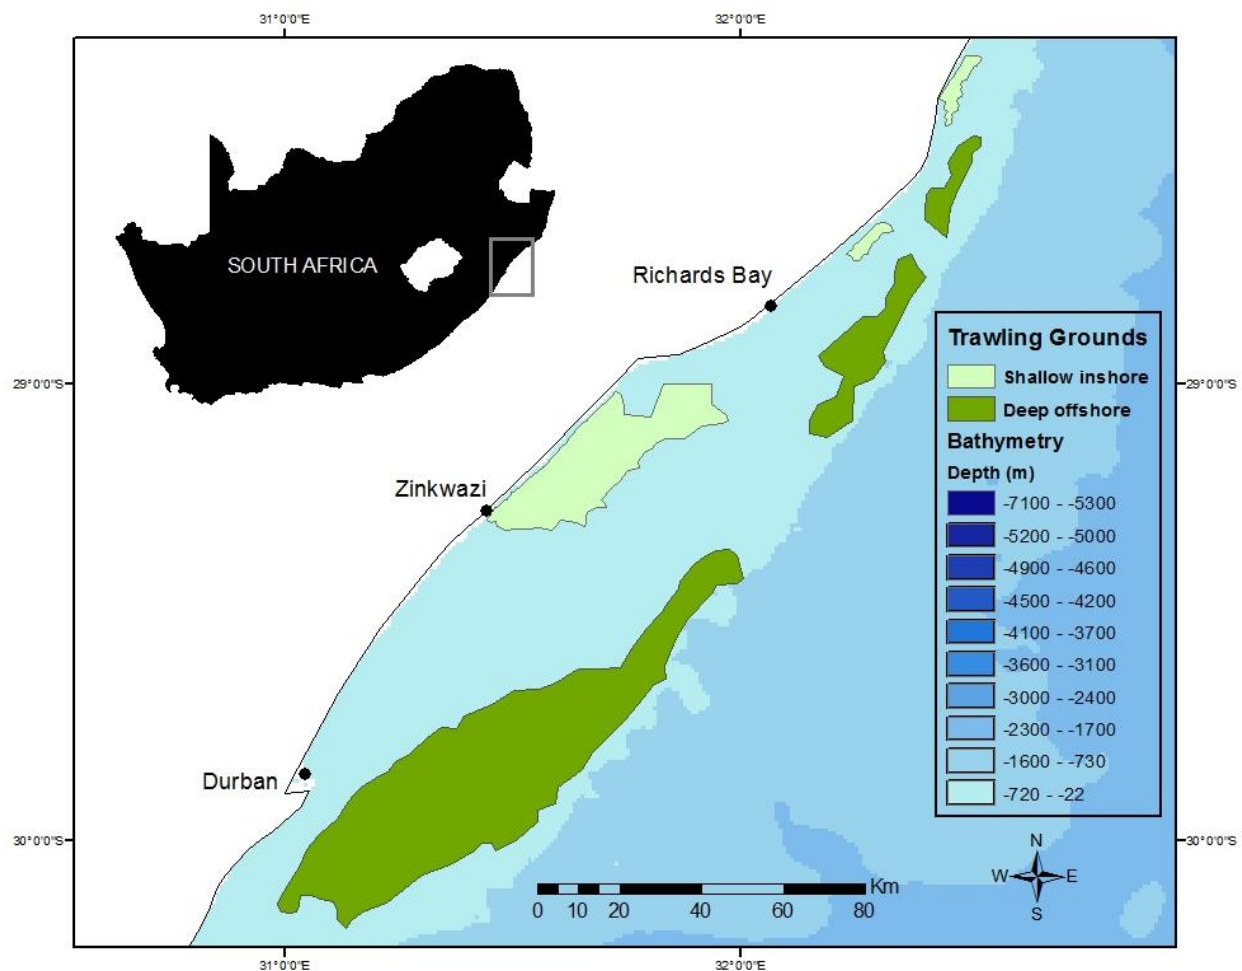 31°0'0"E
32°0'0"E
SOUTH AFRICA
Richards Bay
Zinkwazi
Durban
29°0'0"S
29°0'0"S
30°0'0"S
30°0'0"S
Trawling Grounds
Shallow inshore
Deep offshore
Bathymetry
Depth (m)
-7100 - -5300
-5200 - -5000
-4900 - -4600
-4500 - -4200
-4100 - -3700
-3600 - -3100
-3000 - -2400
-2300 - -1700
-1600 - -730
-720 - -22
N
W
E
S
Km
0 10 20 40 60 80
31°0'0"E
32°0'0"E